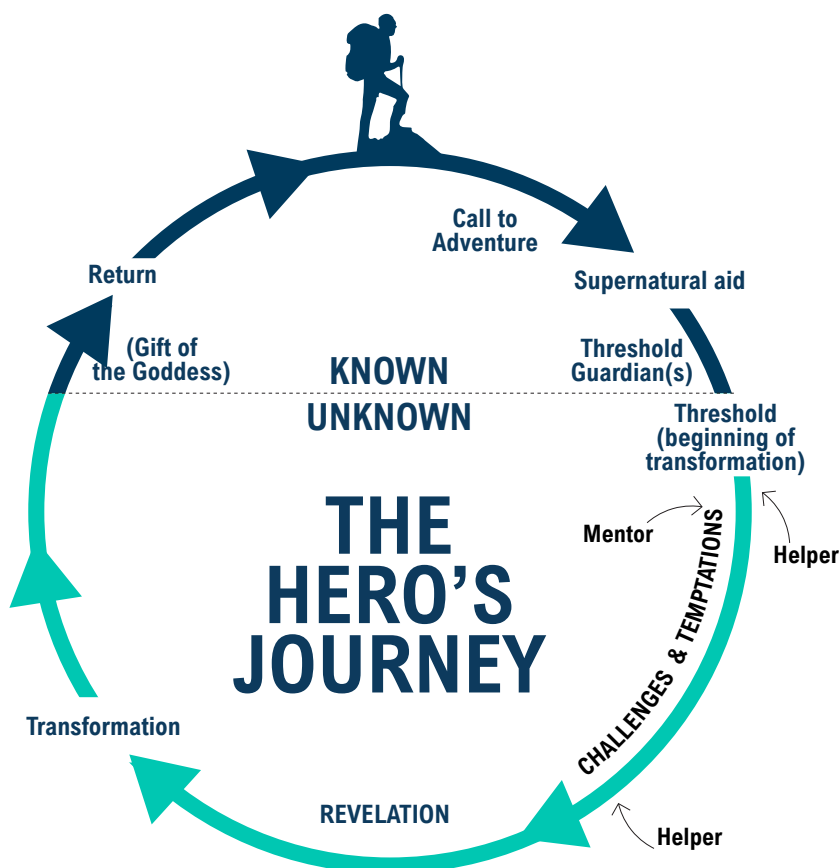 Call to
Adventure
Supernatural aid
Threshold
Guardian(s)
KNOWN
UNKNOWN
Threshold
(beginning of
transformation)
Mentor
Helper
CHALLENGES & TEMPTATIONS
Helper
REVELATION
Transformation
(Gift of
the Goddess)
Return
THE
HERO’S
JOURNEY